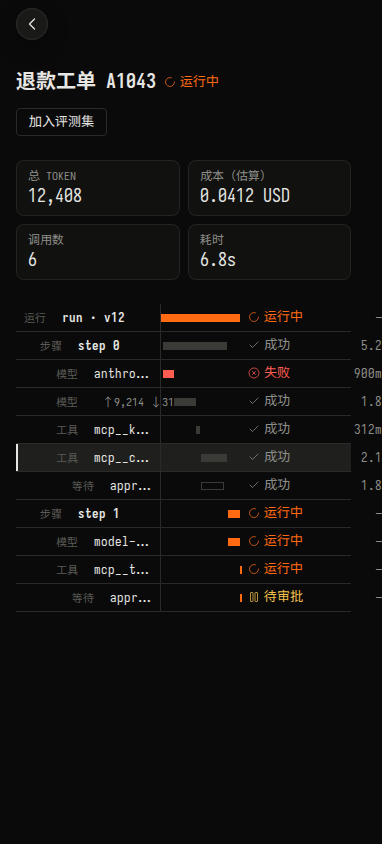 退款工单 A1043 运行中
加入评测集
总 TOKEN
12,408
成本（估算）
0.0412 USD
调用数
6
耗时
6.8s
运行 run · v12 运行中 —
步骤 step 0 成功 5.2
模型 anthro... 失败 900m
模型 ↑9,214 ↓31 成功 1.8
工具 mcp__k... 成功 312m
工具 mcp__c... 成功 2.1
等待 appr... 成功 1.8
步骤 step 1 运行中 —
模型 model-... 运行中 —
工具 mcp__t... 运行中 —
等待 appr... 待审批 —